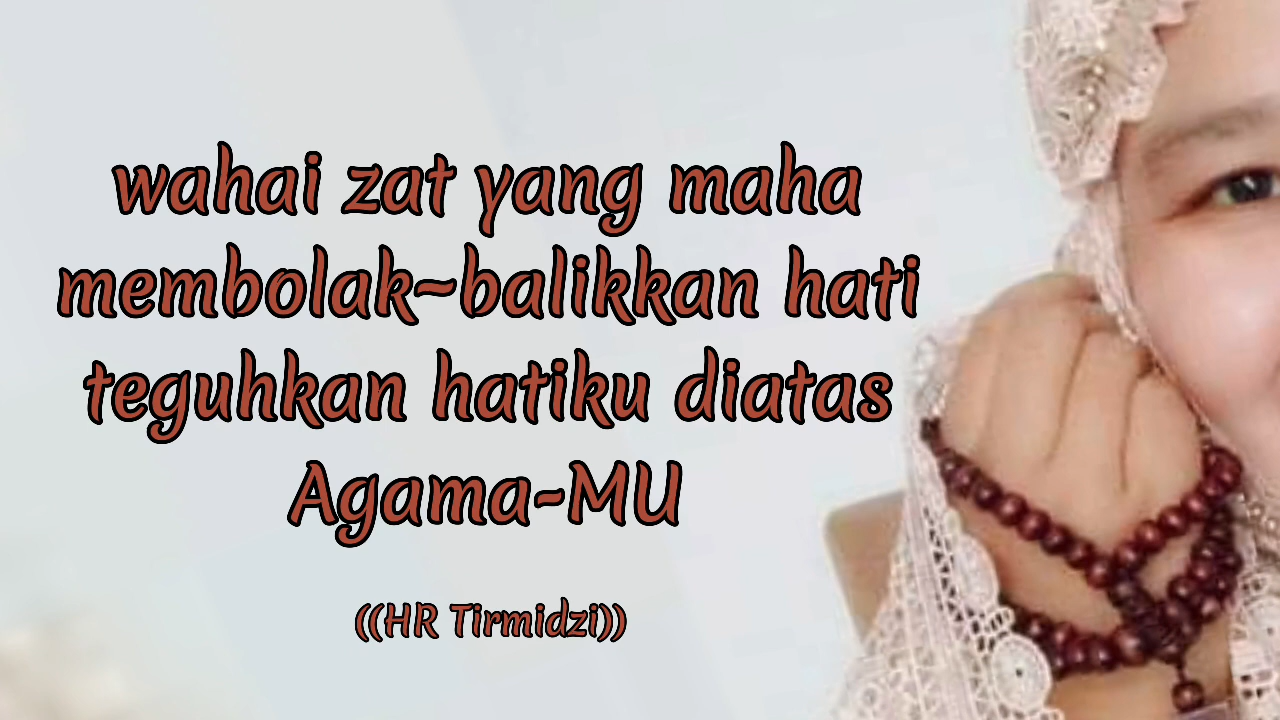 wahai zat yang maha
membolak~balikkan hati
teguhkan hatiku diatas
Agama-MU
((HR Tirmidzi))